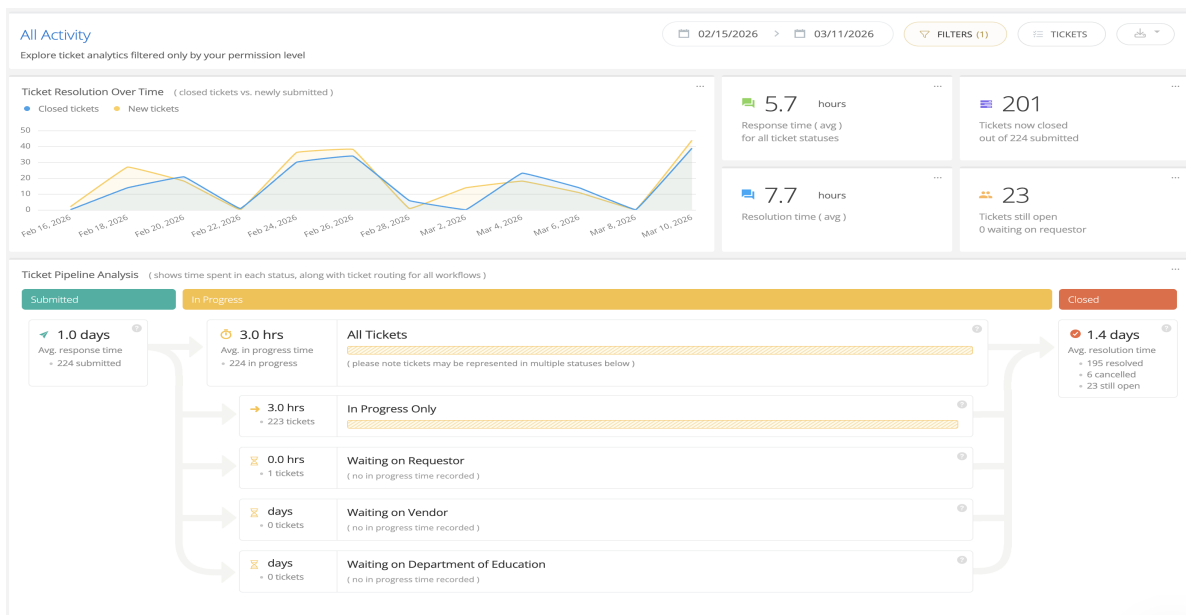 All Activity
Explore ticket analytics filtered only by your permission level
02/15/2026 > 03/11/2026
FILTERS (1)
TICKETS
Ticket Resolution Over Time ( closed tickets vs. newly submitted )
Closed tickets New tickets
50
40
30
20
10
0
Feb 16, 2026 Feb 18, 2026 Feb 20, 2026 Feb 22, 2026 Feb 24, 2026 Feb 26, 2026 Feb 28, 2026 Mar 2, 2026 Mar 4, 2026 Mar 6, 2026 Mar 8, 2026 Mar 10, 2026
5.7 hours
Response time ( avg )
for all ticket statuses
201
Tickets now closed
out of 224 submitted
7.7 hours
Resolution time ( avg )
23
Tickets still open
0 waiting on requestor
Ticket Pipeline Analysis ( shows time spent in each status, along with ticket routing for all workflows )
Submitted
In Progress
Closed
1.0 days
Avg. response time
• 224 submitted
3.0 hrs
Avg. in progress time
• 224 in progress
All Tickets
( please note tickets may be represented in multiple statuses below )
1.4 days
Avg. resolution time
• 195 resolved
• 6 cancelled
• 23 still open
3.0 hrs
• 223 tickets
In Progress Only
0.0 hrs
• 1 tickets
Waiting on Requestor
( no in progress time recorded )
days
• 0 tickets
Waiting on Vendor
( no in progress time recorded )
days
• 0 tickets
Waiting on Department of Education
( no in progress time recorded )